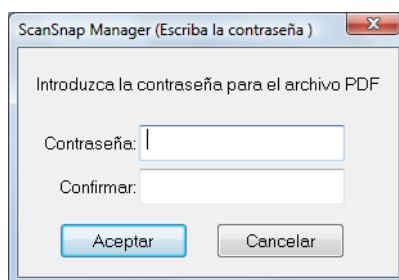 ScanSnap Manager (Escriba la contraseña )
Introduzca la contraseña para el archivo PDF
Contraseña:
Confirmar:
Aceptar
Cancelar